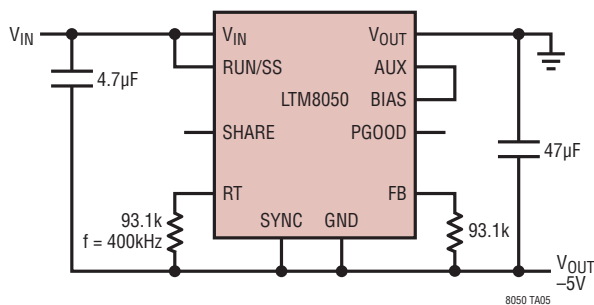 VIN
VIN
VOUT
RUN/SS
AUX
4.7µF
LTM8050
BIAS
SHARE
PGOOD
47µF
RT
FB
93.1k
f = 400kHz
SYNC
GND
93.1k
VOUT
–5V
8050 TA05